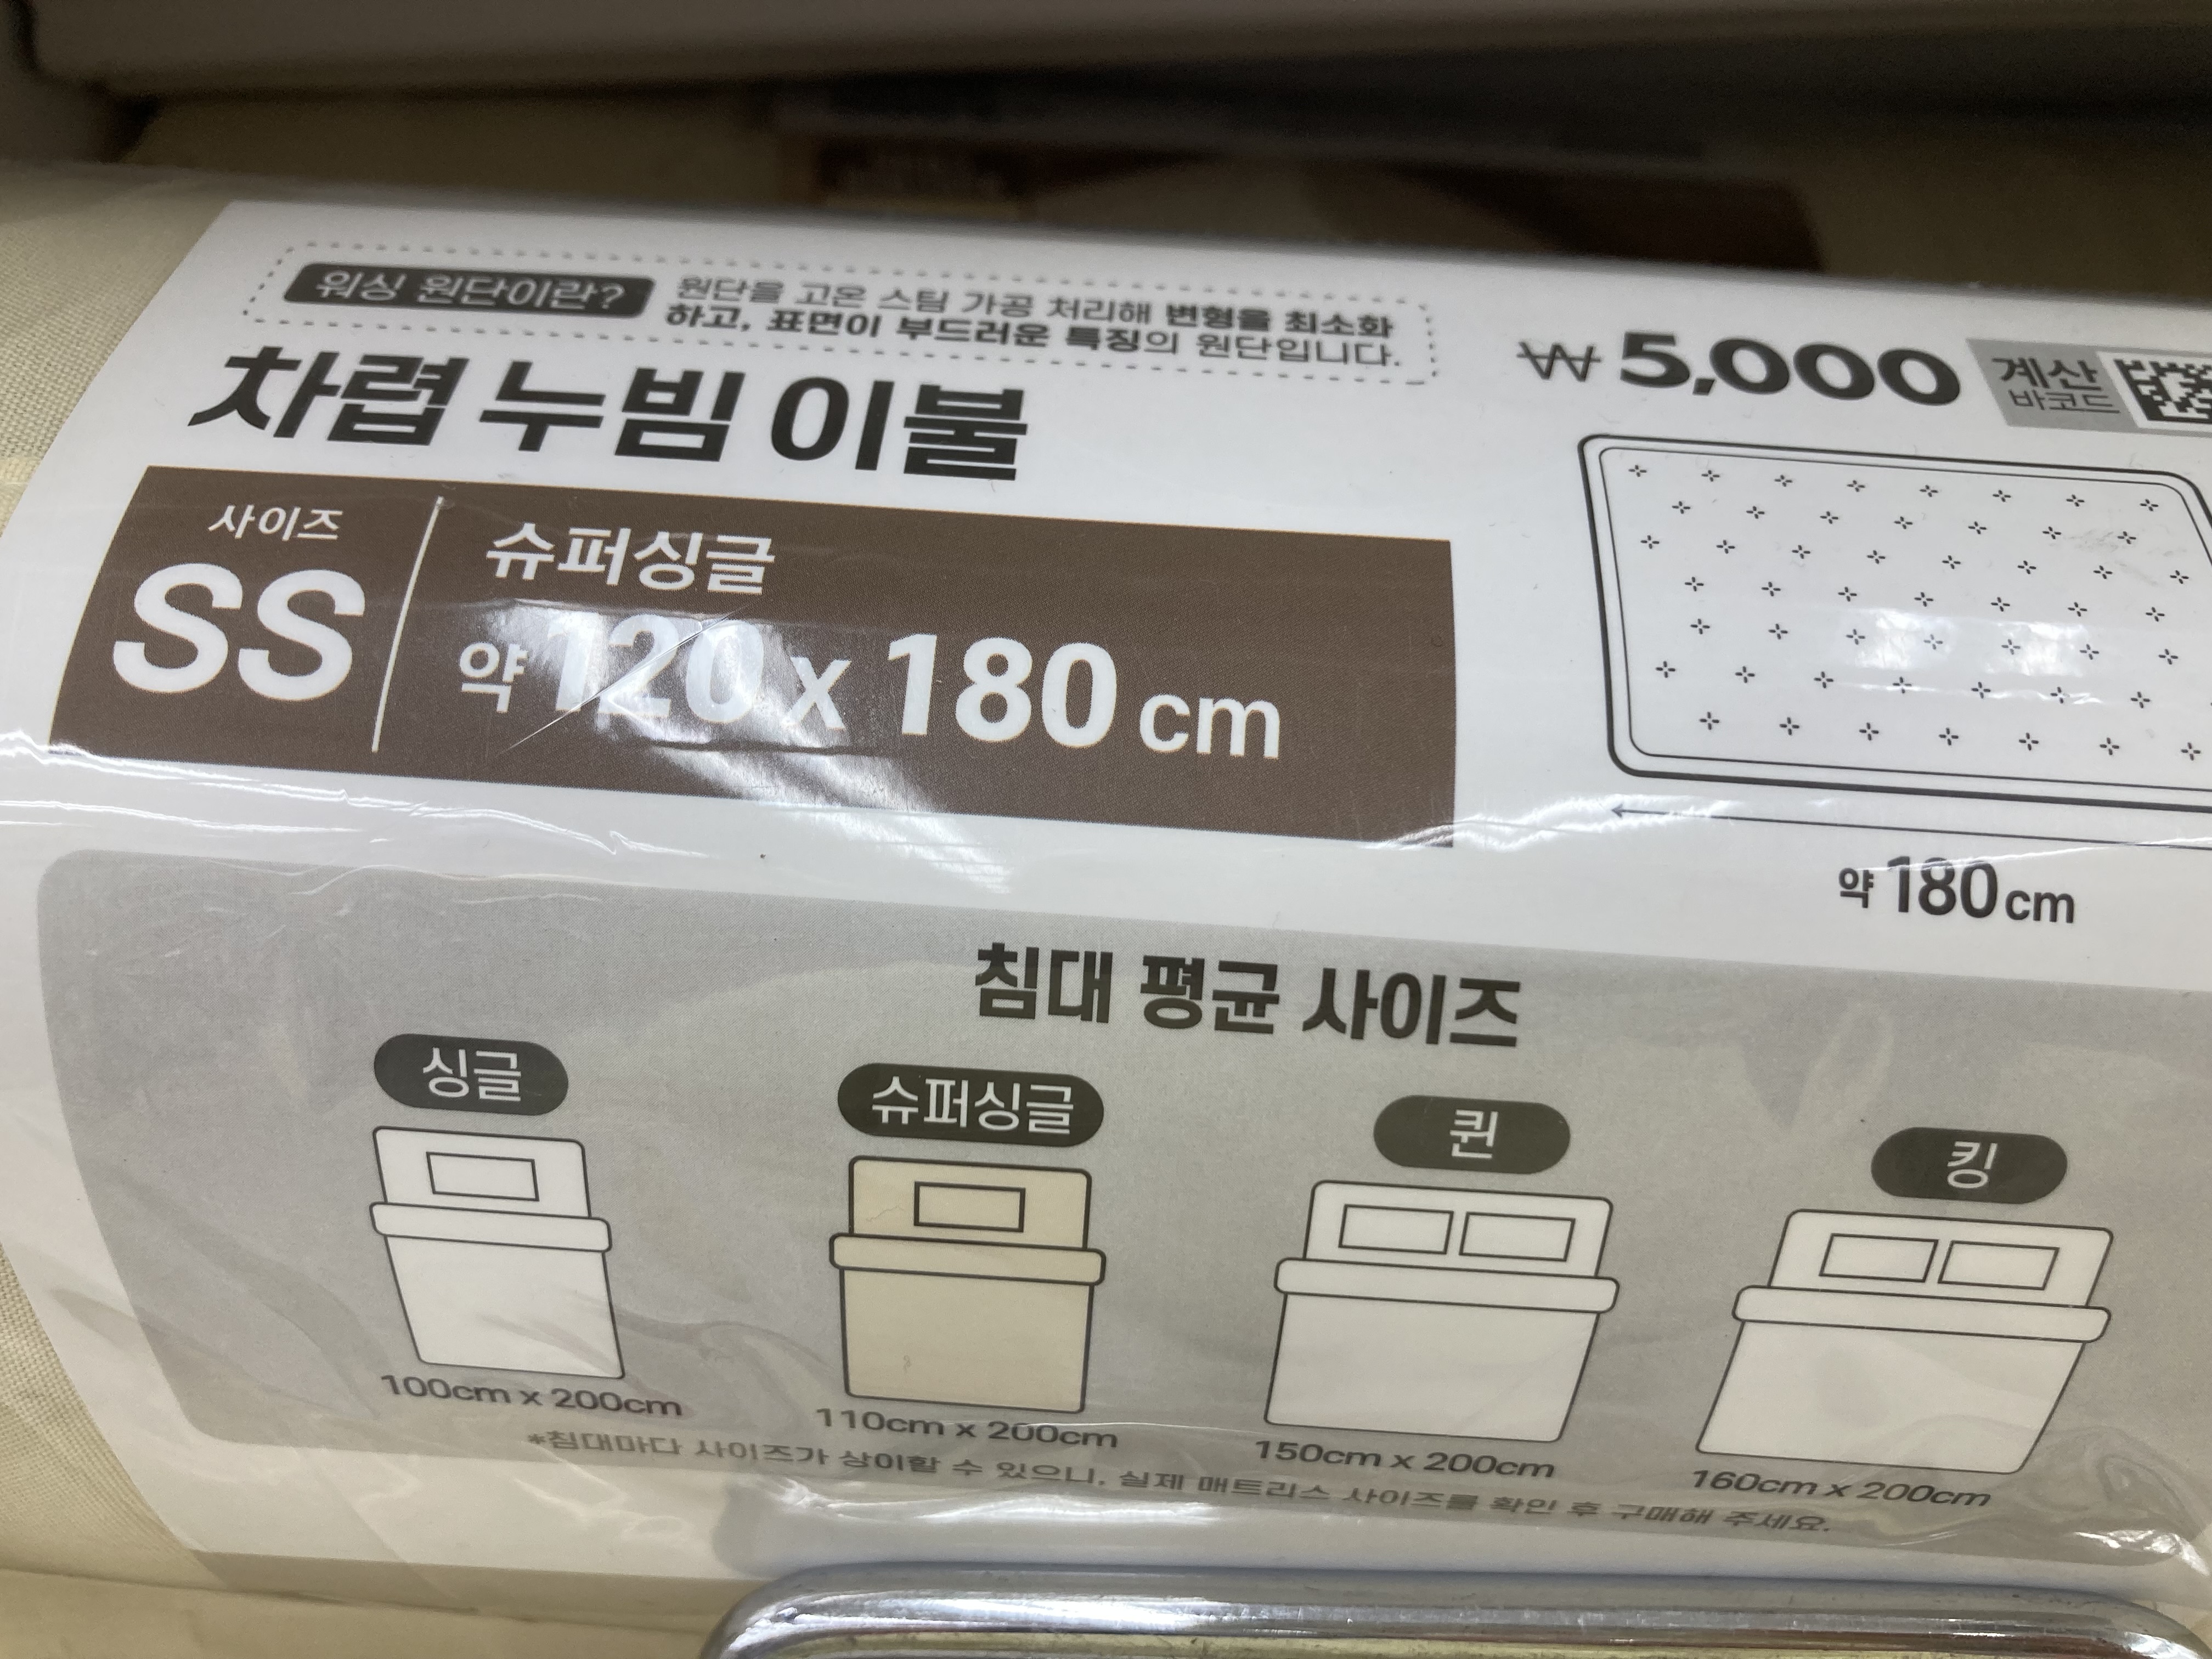 워싱 원단이란?
원단을 고온 스팀 가공 처리해 변형을 최소화
하고, 표면이 부드러운 특징의 원단입니다.
차렵 누빔 이불
₩5,000
계산
바코드
사이즈
SS
슈퍼싱글
약 120 x 180 cm
약 180 cm
침대 평균 사이즈
싱글
슈퍼싱글
퀸
킹
100cm x 200cm
110cm x 200cm
150cm x 200cm
160cm x 200cm
*침대마다 사이즈가 상이할 수 있으니, 실제 매트리스 사이즈를 확인 후 구매해 주세요.